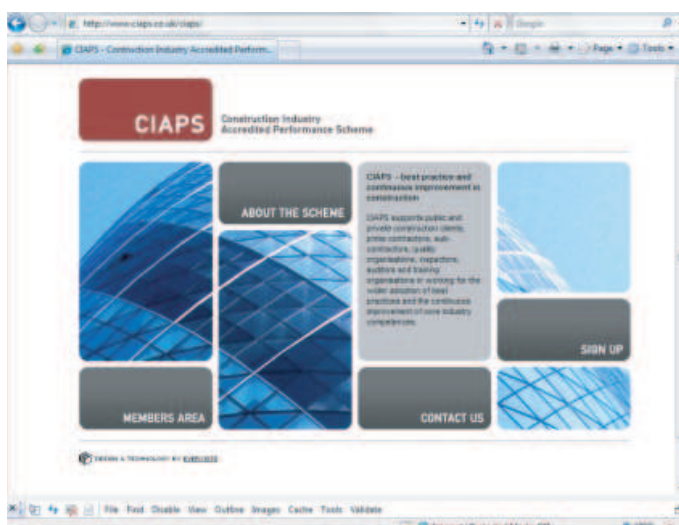 http://www.ciaps.co.uk/ciaps/
Google
CIAPS - Construction Industry Accredited Perform...
Page
Tools
CIAPS
Construction Industry
Accredited Performance Scheme
ABOUT THE SCHEME
CIAPS - best practice and
continuous improvement in
construction
CIAPS supports public and
private construction clients,
prime contractors, sub-
contractors, quality
organisations, inspectors,
auditors and training
organisations in working for the
wider adoption of best
practices and the continuous
improvement of core industry
competencies.
SIGN UP
MEMBERS AREA
CONTACT US
DESIGN & TECHNOLOGY BY
File Find Disable View Outline Images Cache Tools Validate